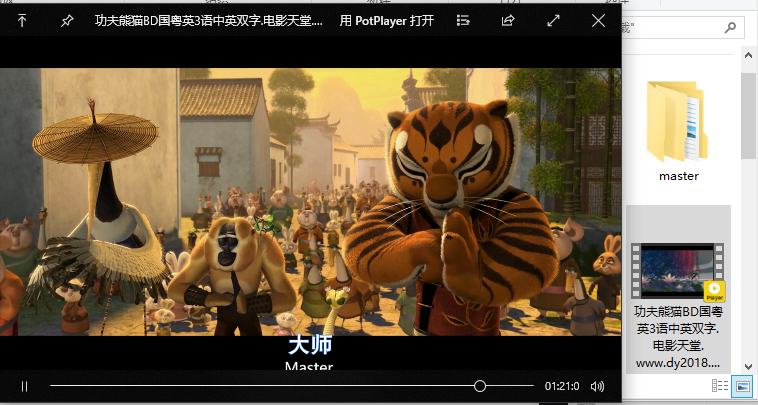 功夫熊猫BD国粤英3语中英双字.电影天堂....
用 PotPlayer 打开
载"
master
大师
Master
01:21:0
Player
功夫熊猫BD国粤
英3语中英双字.
电影天堂.
www.dy2018....